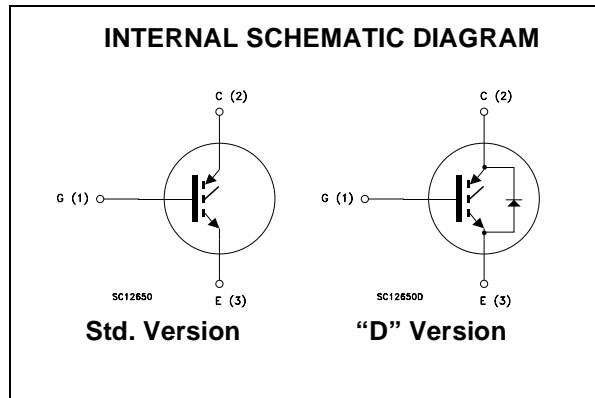 INTERNAL SCHEMATIC DIAGRAM
C (2)
C (2)
G (1)
G (1)
SC12650
E (3)
SC12650D
E (3)
Std. Version
“D” Version